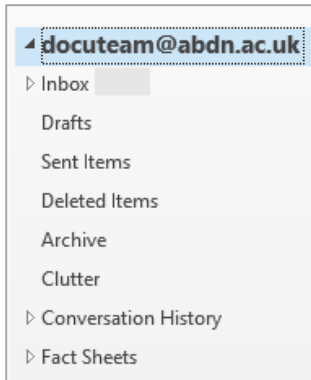 docuteam@abdn.ac.uk
Inbox
Drafts
Sent Items
Deleted Items
Archive
Clutter
Conversation History
Fact Sheets